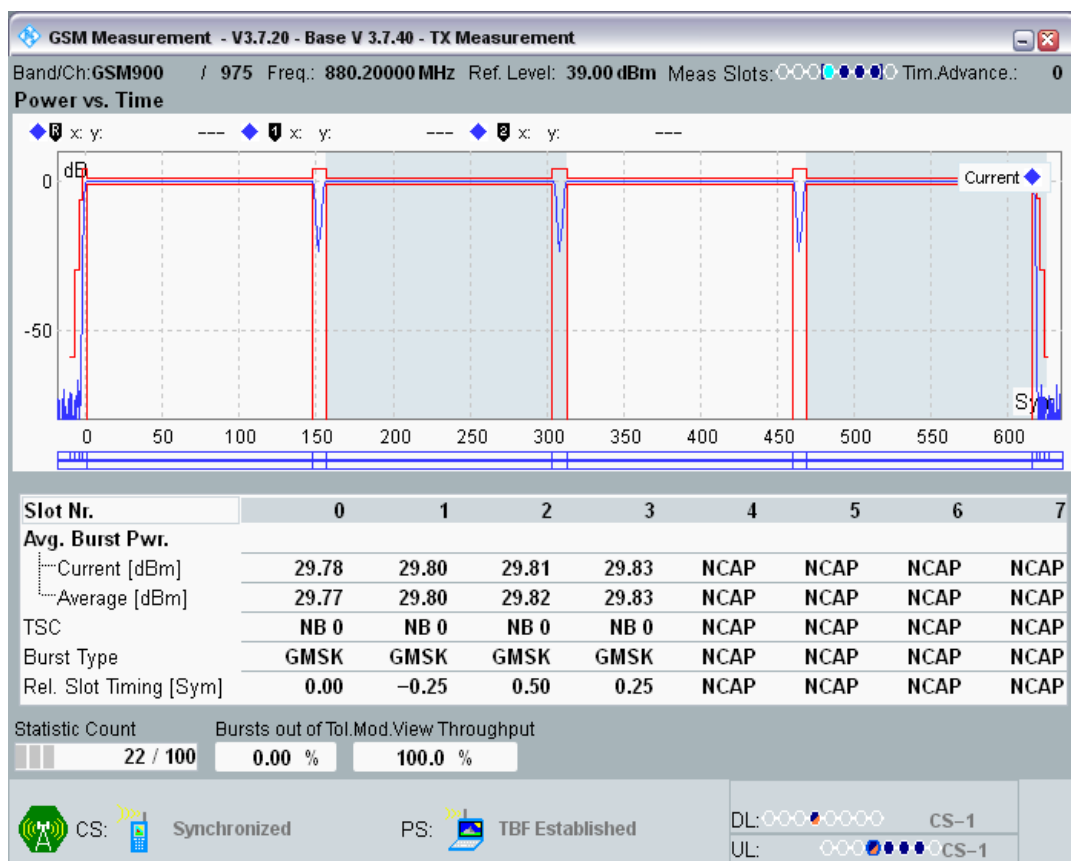 GSM Measurement - V3.7.20 - Base V 3.7.40 - TX Measurement
Band/Ch:GSM900 / 975 Freq.: 880.20000 MHz Ref. Level: 39.00 dBm Meas Slots: Tim.Advance.: 0
Power vs. Time
R x: y: --- 1 x: y: --- 2 x: y: ---
dB
Current
0
-50
0 50 100 150 200 250 300 350 400 450 500 550 600
Slot Nr. 0 1 2 3 4 5 6 7
Avg. Burst Pwr.
Current [dBm] 29.78 29.80 29.81 29.83 NCAP NCAP NCAP NCAP
Average [dBm] 29.77 29.80 29.82 29.83 NCAP NCAP NCAP NCAP
TSC NB 0 NB 0 NB 0 NB 0 NCAP NCAP NCAP NCAP
Burst Type GMSK GMSK GMSK GMSK NCAP NCAP NCAP NCAP
Rel. Slot Timing [Sym] 0.00 −0.25 0.50 0.25 NCAP NCAP NCAP NCAP
Statistic Count Bursts out of Tol. Mod.View Throughput
22 / 100 0.00 % 100.0 %
CS: Synchronized PS: TBF Established
DL: CS−1
UL: CS−1